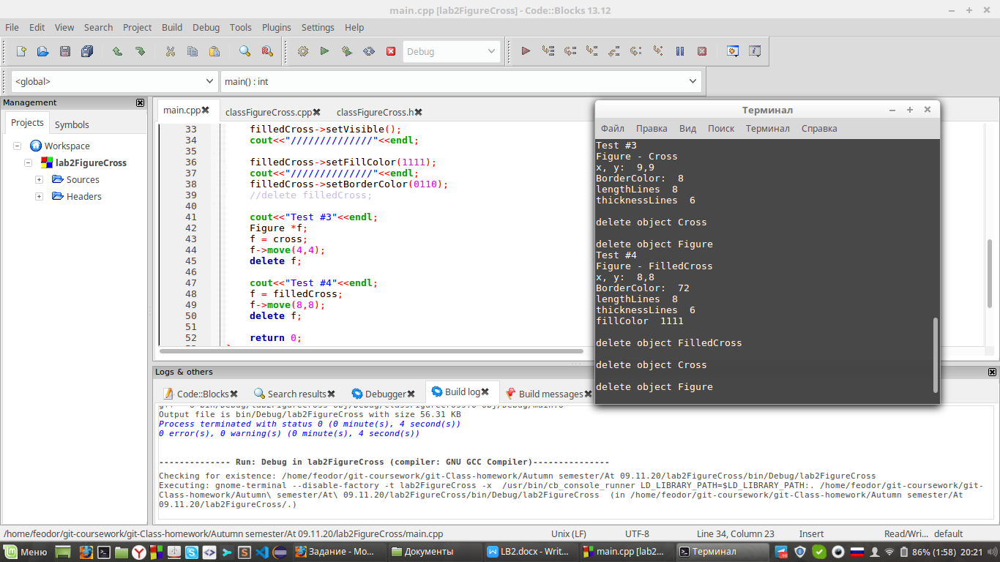 main.cpp [lab2FigureCross] - Code::Blocks 13.12
File Edit View Search Project Build Debug Tools Plugins Settings Help
Debug
<global>
main() : int
Management
Projects Symbols
Workspace
lab2FigureCross
Sources
Headers
main.cpp classFigureCross.cpp classFigureCross.h
33 filledCross->setVisible();
34 cout<<"//////////////"<<endl;
35
36 filledCross->setFillColor(1111);
37 cout<<"//////////////"<<endl;
38 filledCross->setBorderColor(0110);
39 //delete filledCross;
40
41 cout<<"Test #3"<<endl;
42 Figure *f;
43 f = cross;
44 f->move(4,4);
45 delete f;
46
47 cout<<"Test #4"<<endl;
48 f = filledCross;
49 f->move(8,8);
50 delete f;
51
52 return 0;
Терминал
Файл Правка Вид Поиск Терминал Справка
Test #3
Figure - Cross
x, y:  9,9
BorderColor:  8
lengthLines  8
thicknessLines  6
delete object Cross
delete object Figure
Test #4
Figure - FilledCross
x, y:  8,8
BorderColor:  72
lengthLines  8
thicknessLines  6
fillColor  1111
delete object FilledCross
delete object Cross
delete object Figure
Logs & others
Code::Blocks Search results Debugger Build log Build messages
Output file is bin/Debug/lab2FigureCross with size 56.31 KB
Process terminated with status 0 (0 minute(s), 4 second(s))
0 error(s), 0 warning(s) (0 minute(s), 4 second(s))
-------------- Run: Debug in lab2FigureCross (compiler: GNU GCC Compiler)---------------
Checking for existence: /home/feodor/git-coursework/git-Class-homework/Autumn semester/At 09.11.20/lab2FigureCross/bin/Debug/lab2FigureCross
Executing: gnome-terminal --disable-factory -t lab2FigureCross -x  /usr/bin/cb_console_runner LD_LIBRARY_PATH=$LD_LIBRARY_PATH:. /home/feodor/git-coursework/git-
Class-homework/Autumn\ semester/At\ 09.11.20/lab2FigureCross/bin/Debug/lab2FigureCross  (in /home/feodor/git-coursework/git-Class-homework/Autumn semester/At
09.11.20/lab2FigureCross/.)
/home/feodor/git-coursework/git-Class-homework/Autumn semester/At 09.11.20/lab2FigureCross/main.cpp Unix (LF) UTF-8 Line 34, Column 23 Insert Read/Wri... default
Меню Задание - Mo... Документы LB2.docx - Writ... main.cpp [lab2... Терминал 86% (1:58) 20:21